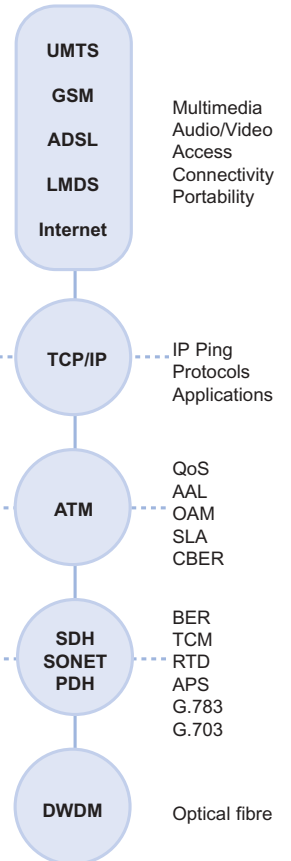 UMTS
GSM
ADSL
LMDS
Internet
Multimedia
Audio/Video
Access
Connectivity
Portability
TCP/IP
IP Ping
Protocols
Applications
ATM
QoS
AAL
OAM
SLA
CBER
SDH
SONET
PDH
BER
TCM
RTD
APS
G.783
G.703
DWDM
Optical fibre